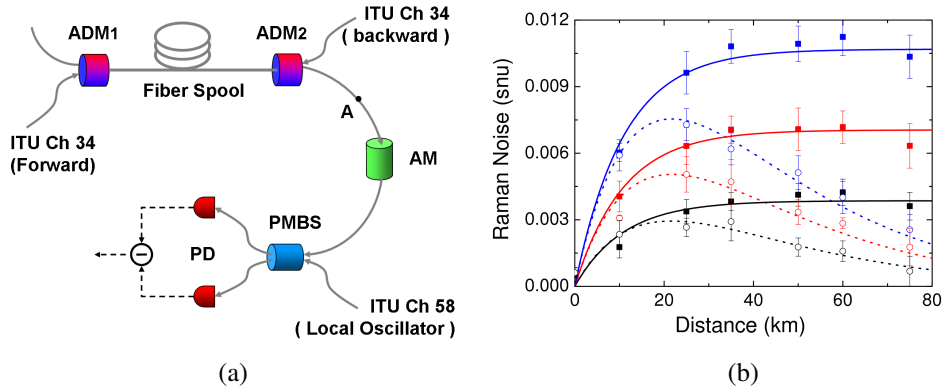 ADM1
ADM2
ITU Ch 34
( backward )
Fiber Spool
A
ITU Ch 34
(Forward)
AM
PMBS
PD
−
ITU Ch 58
( Local Oscillator )
(a)
Raman Noise (snu)
0.012
0.009
0.006
0.003
0.000
0 20 40 60 80
Distance (km)
(b)